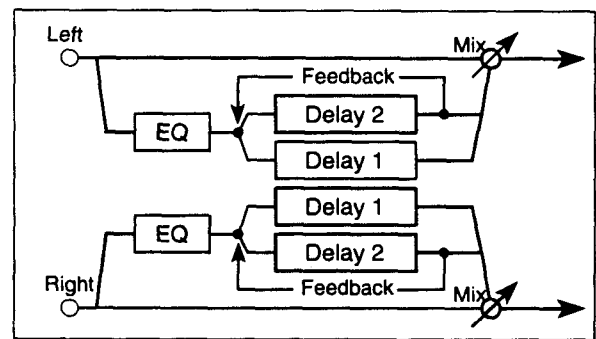 Left
Mix
Feedback
Delay 2
EQ
Delay 1
Delay 1
EQ
Delay 2
Feedback
Right
Mix